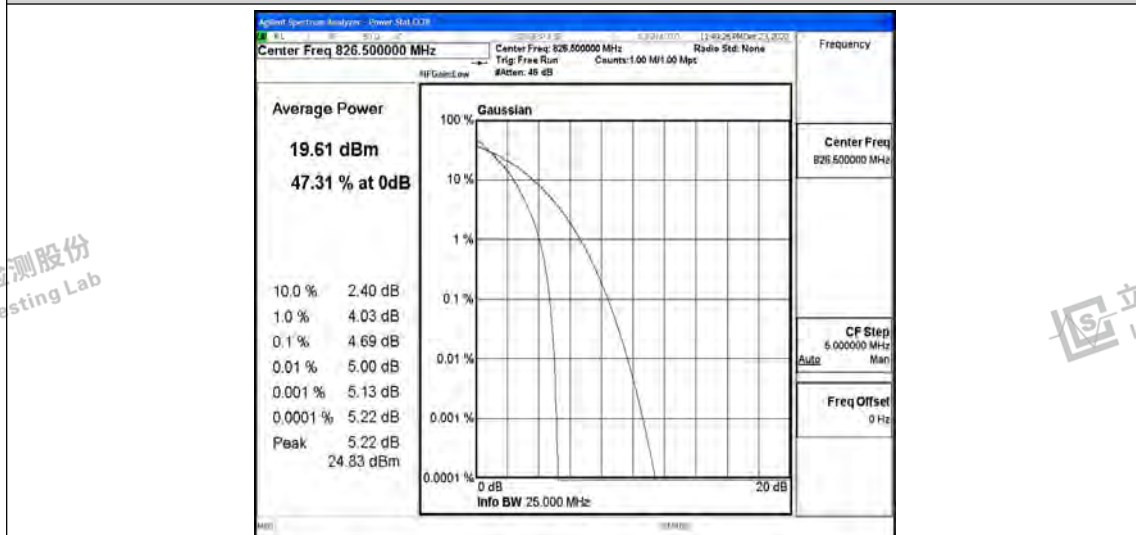 Agilent Spectrum Analyzer - Power Stat CCDF
Center Freq 826.500000 MHz
Center Freq: 826.500000 MHz
Radio Std: None
Trig: Free Run
Counts:1.00 M/1.00 Mpt
#IFGain:Low
#Atten: 46 dB
Frequency
Average Power
19.61 dBm
47.31 % at 0dB
10.0 % 2.40 dB
1.0 % 4.03 dB
0.1 % 4.69 dB
0.01 % 5.00 dB
0.001 % 5.13 dB
0.0001 % 5.22 dB
Peak 5.22 dB
24.83 dBm
Gaussian
100 %
10 %
1 %
0.1 %
0.01 %
0.001 %
0.0001 %
0 dB
20 dB
Info BW 25.000 MHz
Center Freq
826.500000 MHz
CF Step
5.000000 MHz
Auto Man
Freq Offset
0 Hz
测股份
esting Lab
立